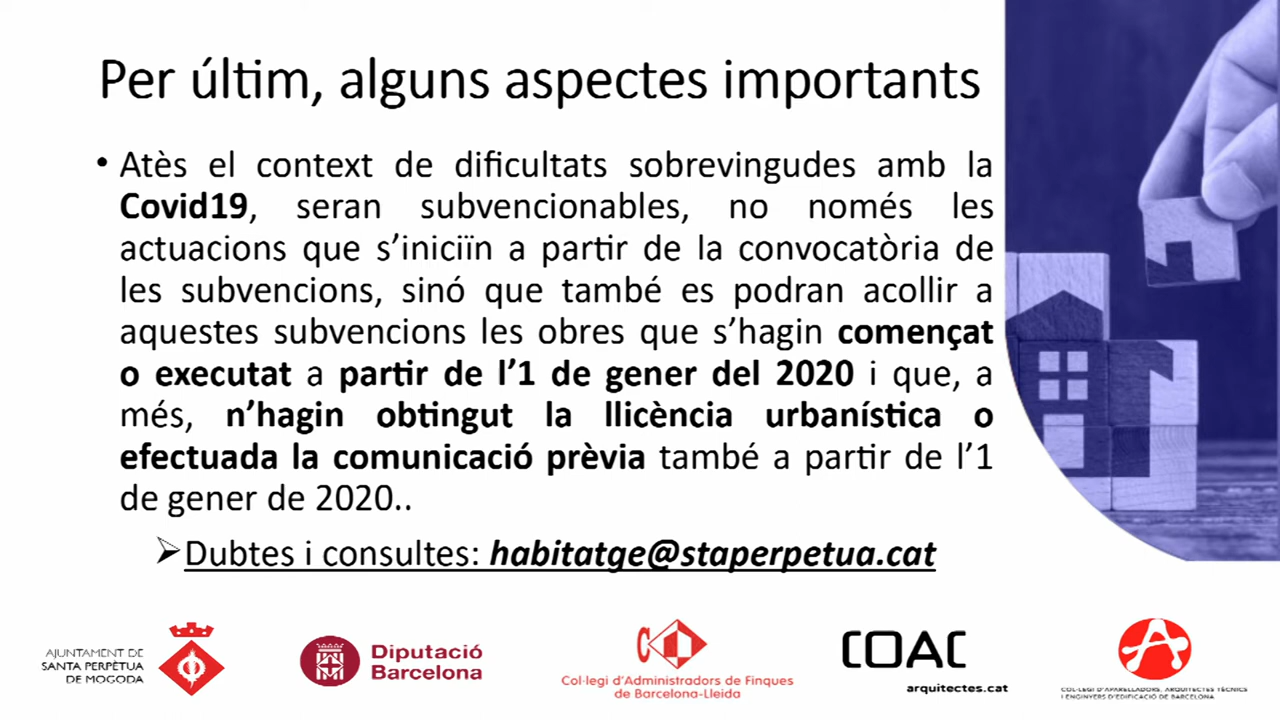 Per últim, alguns aspectes importants
• Atès el context de dificultats sobrevingudes amb la
Covid19, seran subvencionables, no només les
actuacions que s’iniciïn a partir de la convocatòria de
les subvencions, sinó que també es podran acollir a
aquestes subvencions les obres que s’hagin començat
o executat a partir de l’1 de gener del 2020 i que, a
més, n’hagin obtingut la llicència urbanística o
efectuada la comunicació prèvia també a partir de l’1
de gener de 2020..
➢Dubtes i consultes: habitatge@staperpetua.cat
AJUNTAMENT DE
SANTA PERPÈTUA
DE MOGODA
Diputació
Barcelona
Col·legi d’Administradors de Finques
de Barcelona-Lleida
COAC
arquitectes.cat
COL·LEGI D’APARELLADORS, ARQUITECTES TÈCNICS
I ENGINYERS D’EDIFICACIÓ DE BARCELONA